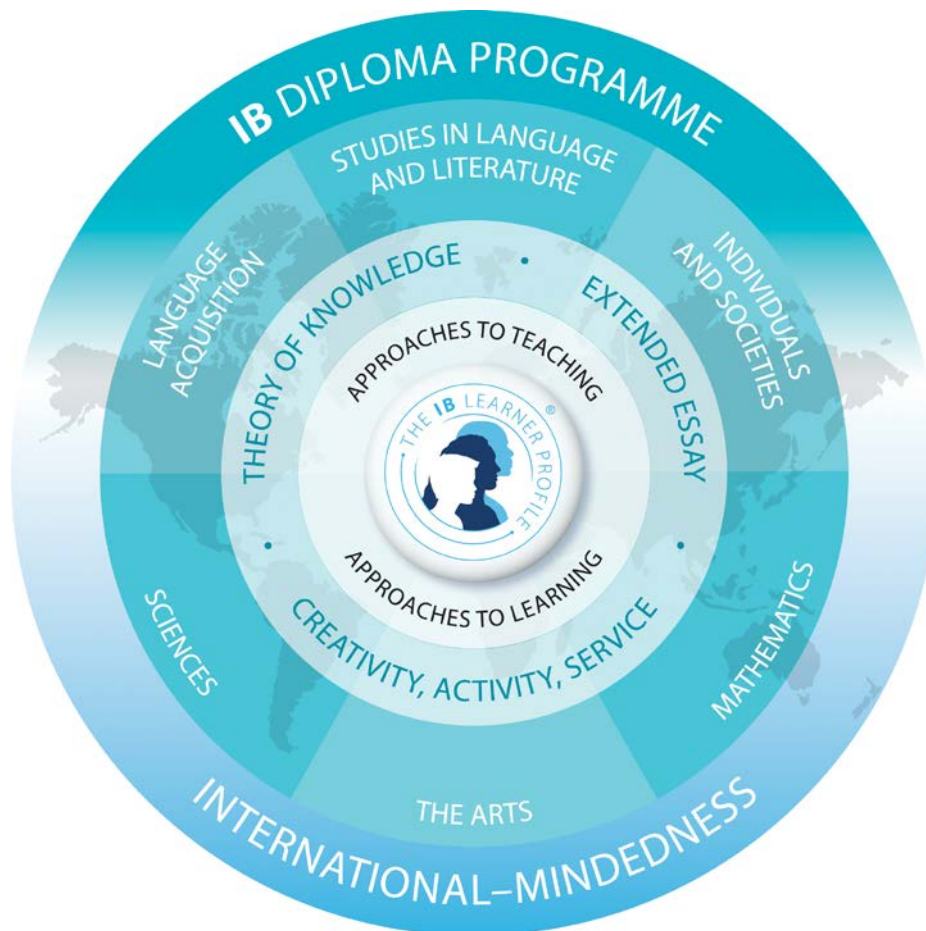 IB DIPLOMA PROGRAMME
STUDIES IN LANGUAGE
AND LITERATURE
LANGUAGE
ACQUISITION
INDIVIDUALS
AND SOCIETIES
THEORY OF KNOWLEDGE
•
EXTENDED ESSAY
•
APPROACHES TO TEACHING
THE IB LEARNER PROFILE®
APPROACHES TO LEARNING
•
CREATIVITY, ACTIVITY, SERVICE
SCIENCES
MATHEMATICS
THE ARTS
INTERNATIONAL–MINDEDNESS